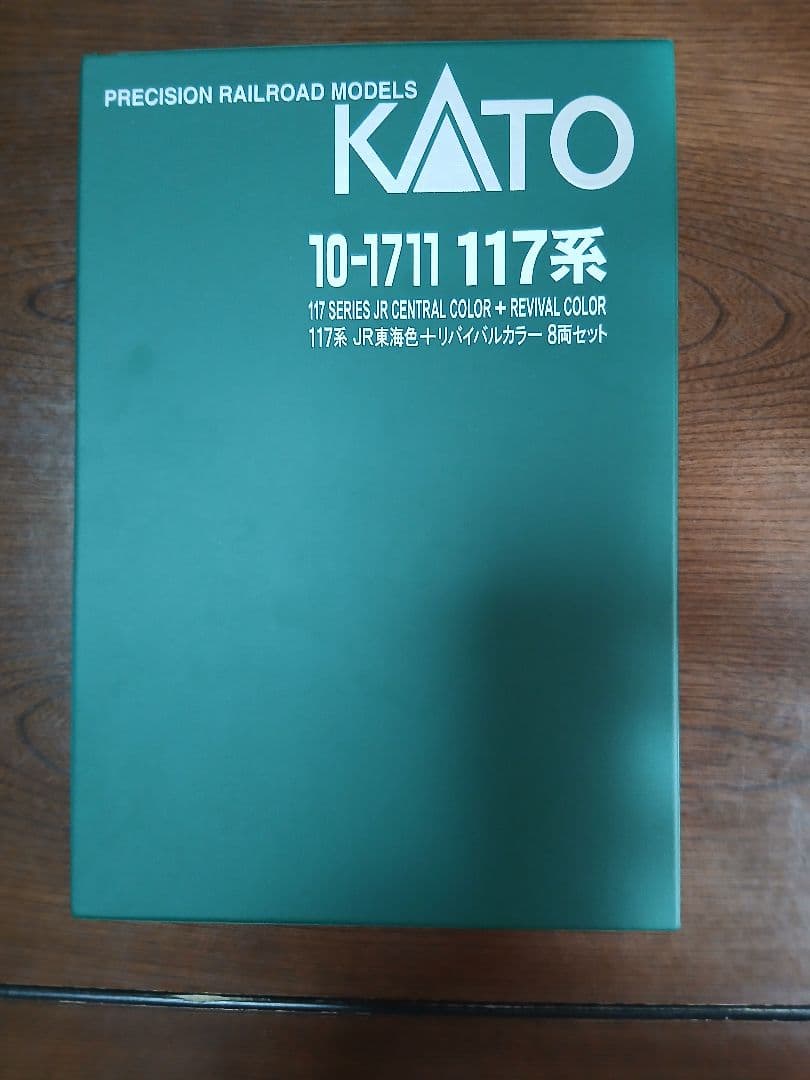 PRECISION RAILROAD MODELS
KATO
10-1711 117系
117 SERIES JR CENTRAL COLOR + REVIVAL COLOR
117系 JR東海色+リバイバルカラー 8両セット